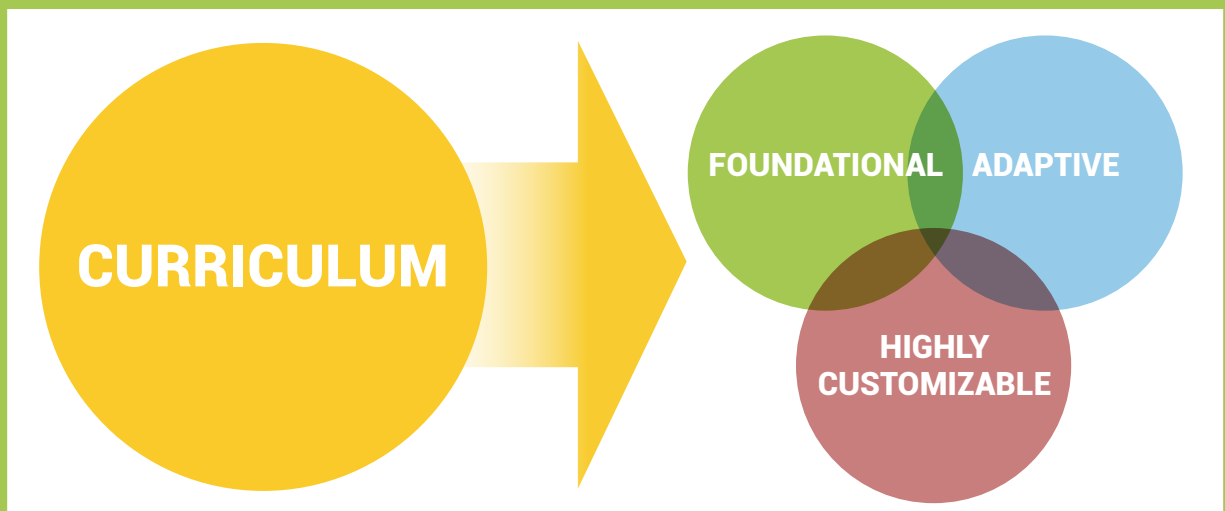 CURRICULUM
FOUNDATIONAL
ADAPTIVE
HIGHLY
CUSTOMIZABLE